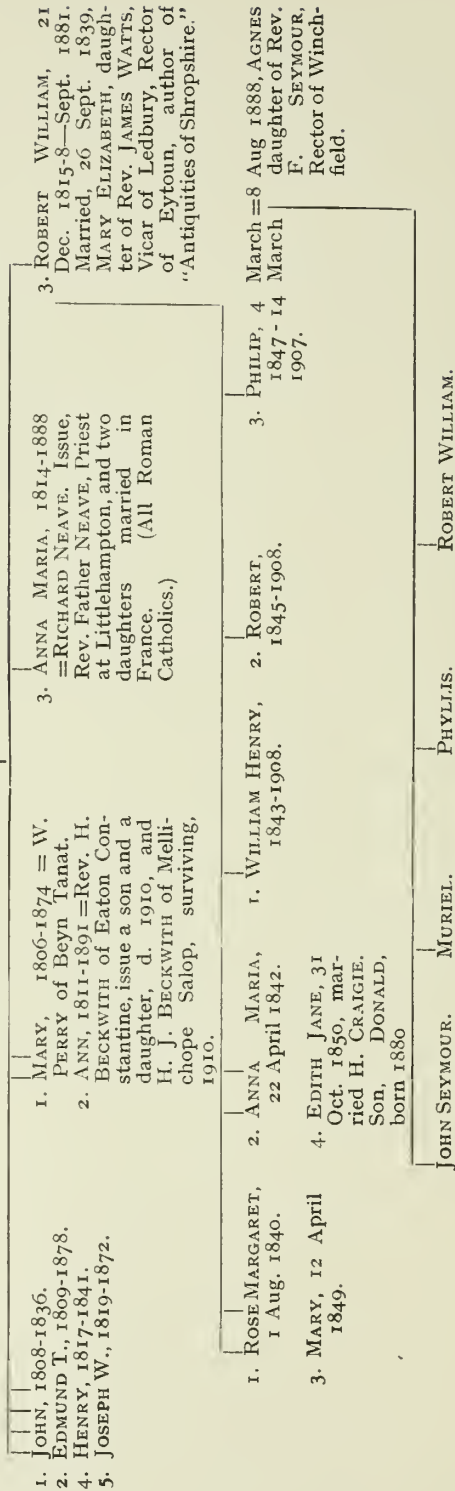 1. JOHN, 1808-1836.
2. EDMUND T., 1809-1878.
4. HENRY, 1817-1841.
5. JOSEPH W., 1819-1872.
1. MARY, 1806-1874 = W.
PERRY of Beyn Tanat.
2. ANN, 1811-1891 = Rev. H.
BECKWITH of Eaton Con-
stantine, issue a son and a
daughter, d. 1910, and
H. J. BECKWITH of Melli-
chope Salop, surviving,
1910.
3. ANNA MARIA, 1814-1888
=RICHARD NEAVE. Issue,
Rev. Father NEAVE, Priest
at Littlehampton, and two
daughters married in
France. (All Roman
Catholics.)
3. ROBERT WILLIAM, 21
Dec. 1815-8—Sept. 1881.
Married, 26 Sept. 1839,
MARY ELIZABETH, daugh-
ter of Rev. JAMES WATTS,
Vicar of Ledbury, Rector
of Eytoun, author of
"Antiquities of Shropshire."
1. ROSE MARGARET,
1 Aug. 1840.
3. MARY, 12 April
1849.
2. ANNA MARIA,
22 April 1842.
4. EDITH JANE, 31
Oct. 1850, mar-
ried H. CRAIGIE.
Son, DONALD,
born 1880
1. WILLIAM HENRY,
1843-1908.
2. ROBERT,
1845-1908.
3. PHILIP, 4 March
1847 - 14 March
1907.
=8 Aug 1888, AGNES
daughter of Rev.
F. SEYMOUR,
Rector of Winch-
field.
JOHN SEYMOUR.
MURIEL.
PHYLLIS.
ROBERT WILLIAM.